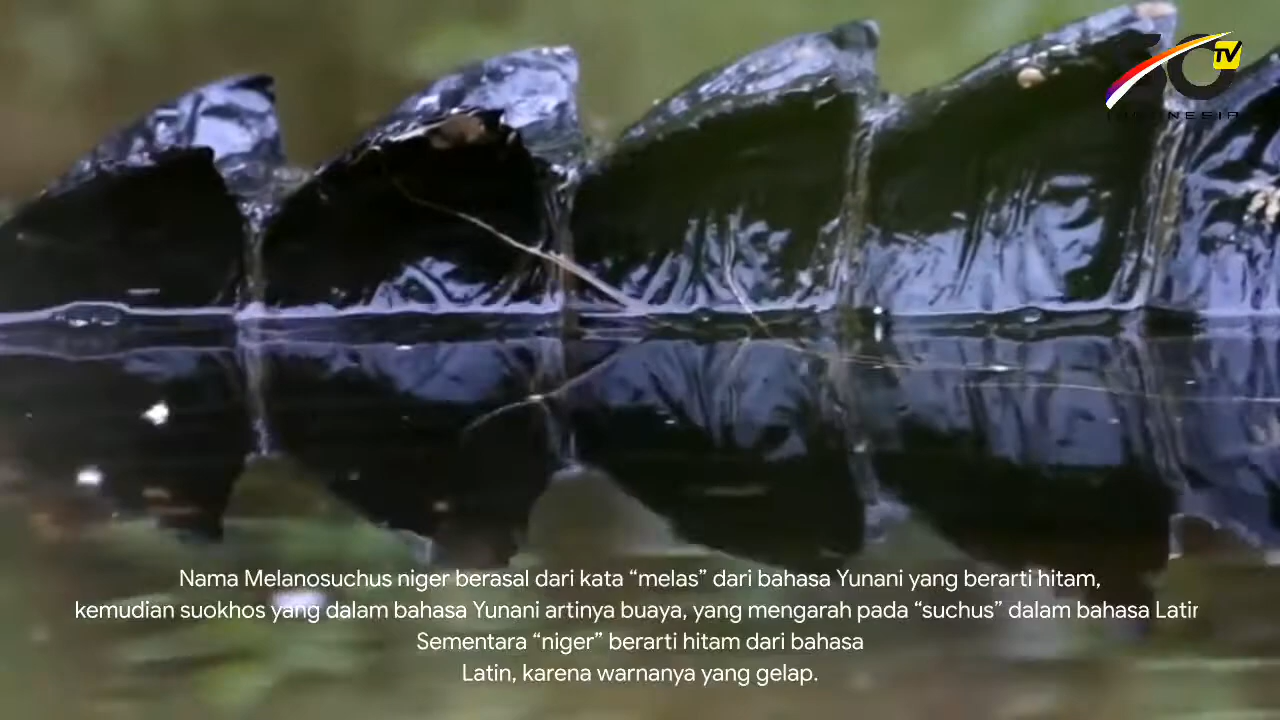 TV
INDONESIA
Nama Melanosuchus niger berasal dari kata “melas” dari bahasa Yunani yang berarti hitam,
kemudian suokhos yang dalam bahasa Yunani artinya buaya, yang mengarah pada “suchus” dalam bahasa Latin
Sementara “niger” berarti hitam dari bahasa
Latin, karena warnanya yang gelap.